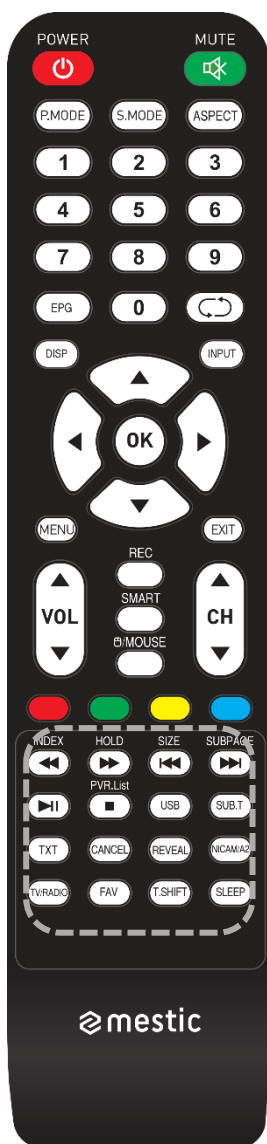 POWER MUTE
P.MODE S.MODE ASPECT
1 2 3
4 5 6
7 8 9
EPG 0
DISP INPUT
OK
MENU EXIT
REC
SMART
VOL CH
/MOUSE
INDEX HOLD SIZE SUBPAGE
PVR.List
USB SUB.T
TXT CANCEL REVEAL NICAM/A2
TV/RADIO FAV T.SHIFT SLEEP
mestic